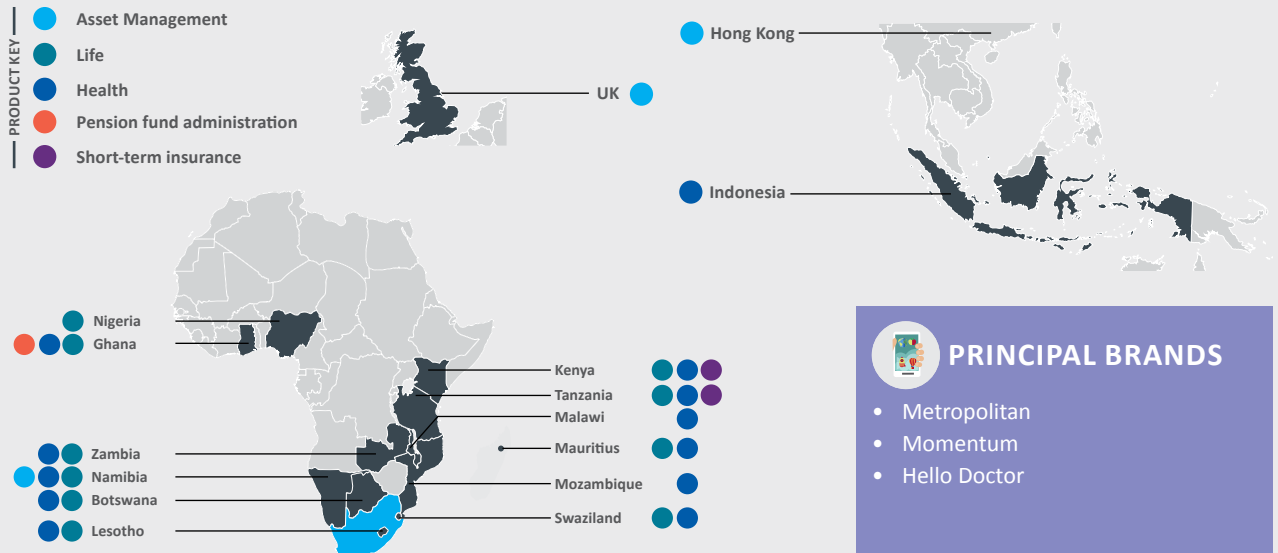 PRODUCT KEY
Asset Management
Life
Health
Pension fund administration
Short-term insurance
UK
Hong Kong
Indonesia
Nigeria
Ghana
Zambia
Namibia
Botswana
Lesotho
Kenya
Tanzania
Malawi
Mauritius
Mozambique
Swaziland
PRINCIPAL BRANDS
• Metropolitan
• Momentum
• Hello Doctor